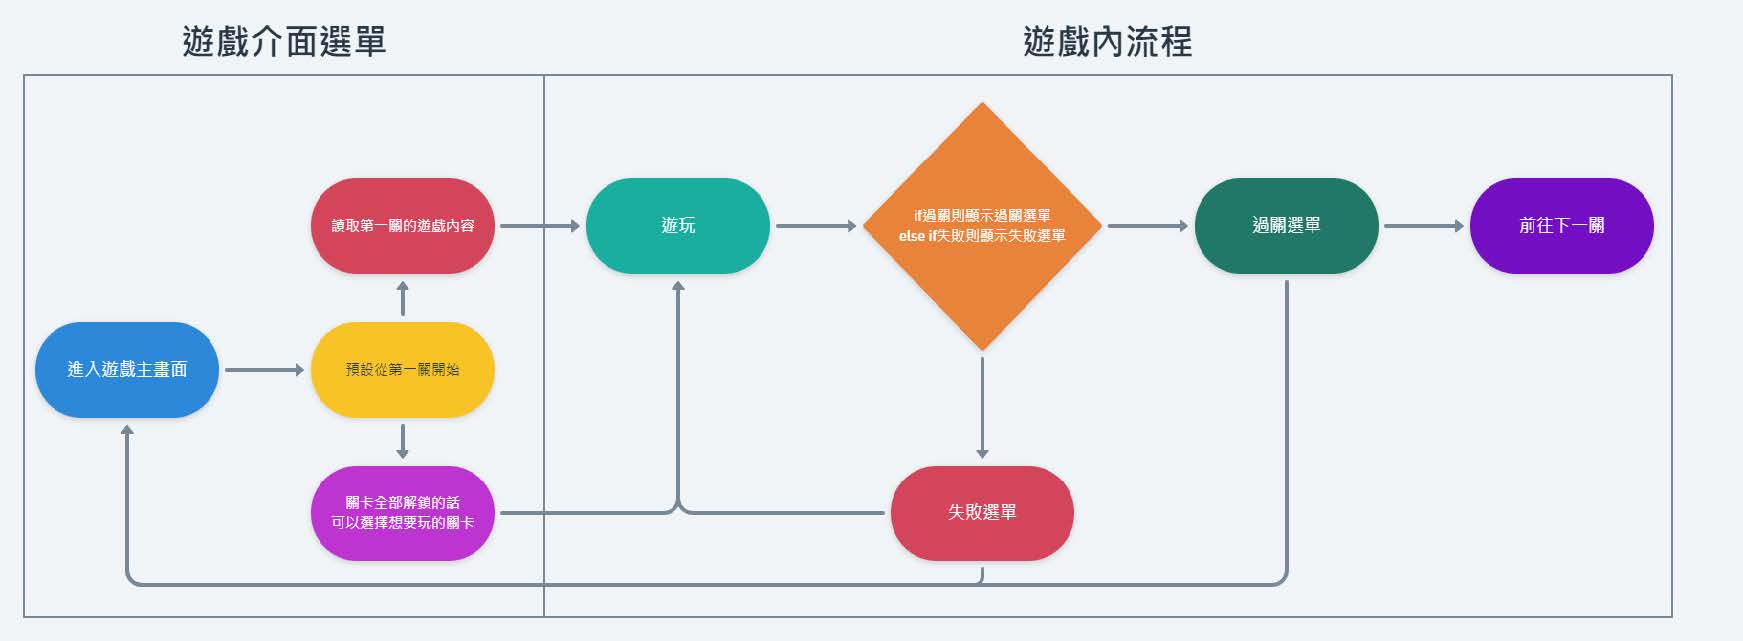 遊戲介面選單
遊戲內流程
讀取第一關的遊戲內容
遊玩
if過關則顯示過關選單
else if失敗則顯示失敗選單
過關選單
前往下一關
進入遊戲主畫面
預設從第一關開始
關卡全部解鎖的話
可以選擇想要玩的關卡
失敗選單